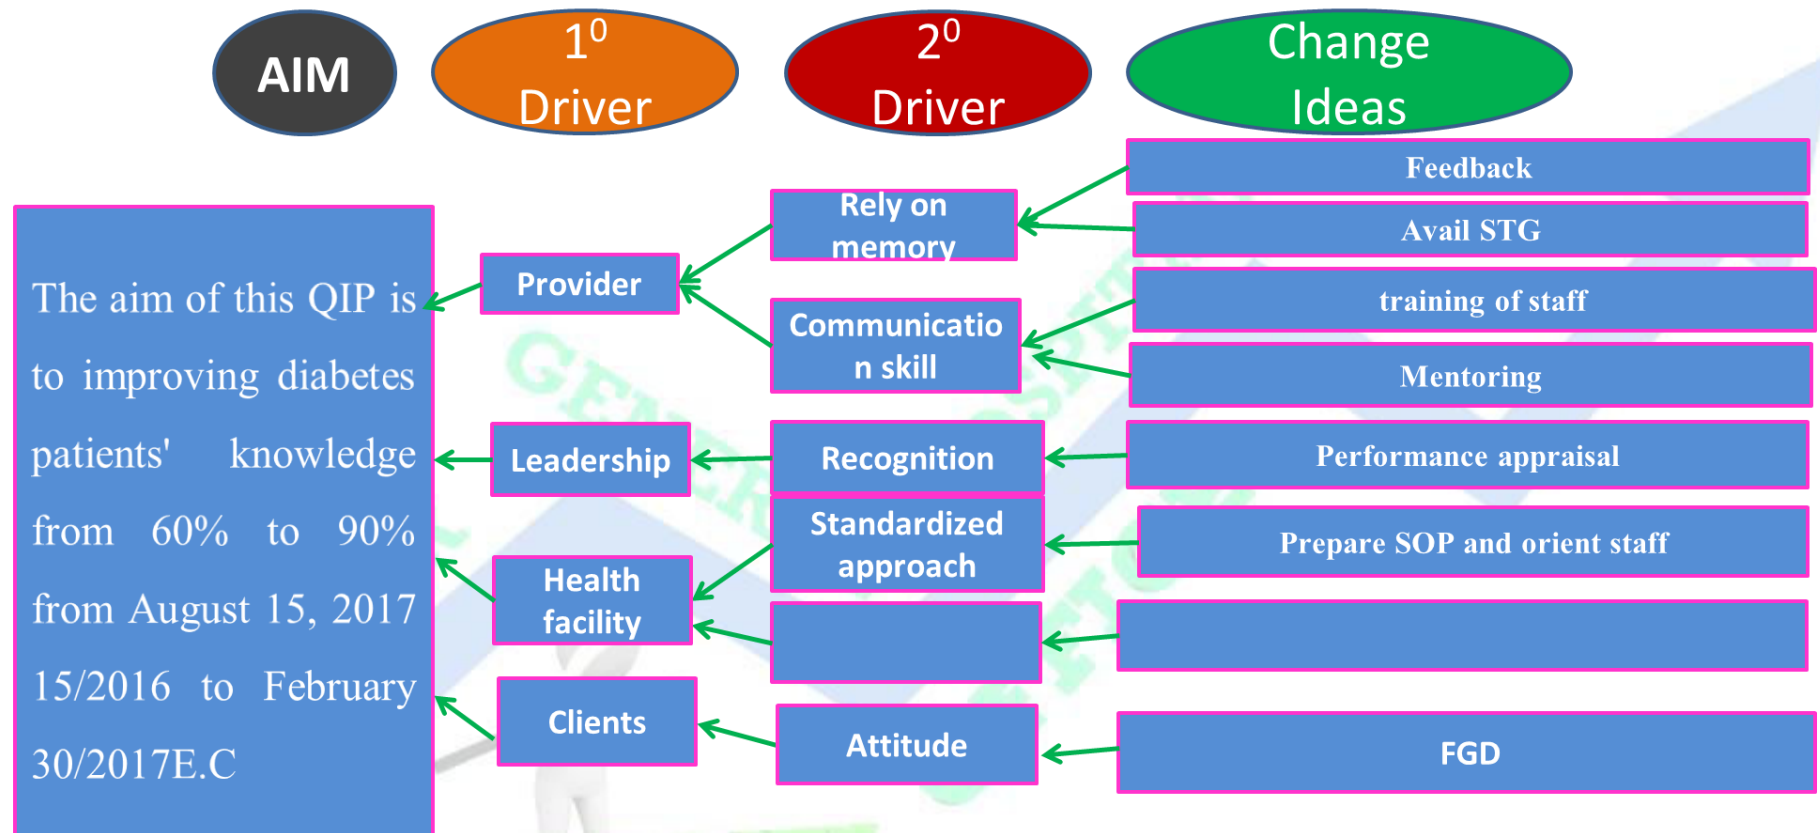 AIM
1⁰
Driver
2⁰
Driver
Change
Ideas
The aim of this QIP is
to improving diabetes
patients' knowledge
from 60% to 90%
from August 15, 2017
15/2016 to February
30/2017E.C
Provider
Leadership
Health
facility
Clients
Rely on
memory
Communicatio
n skill
Recognition
Standardized
approach
Attitude
Feedback
Avail STG
training of staff
Mentoring
Performance appraisal
Prepare SOP and orient staff
FGD